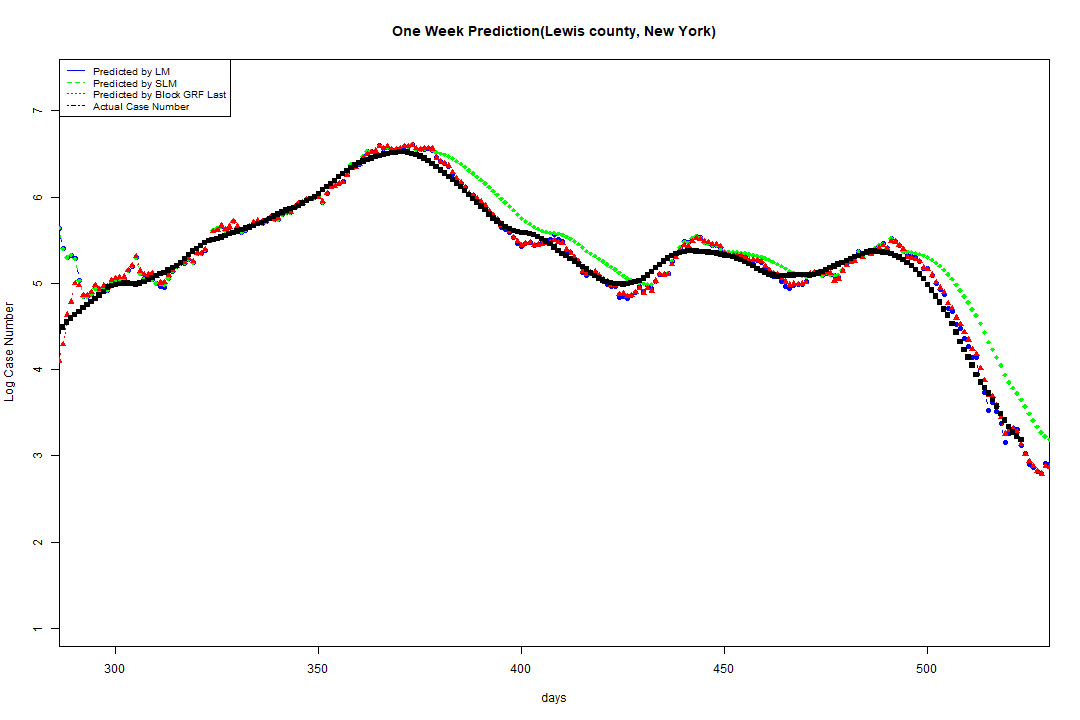 One Week Prediction(Lewis county, New York)
Predicted by LM
Predicted by SLM
Predicted by Block GRF Last
Actual Case Number
7
6
5
4
3
2
1
Log Case Number
300 350 400 450 500
days